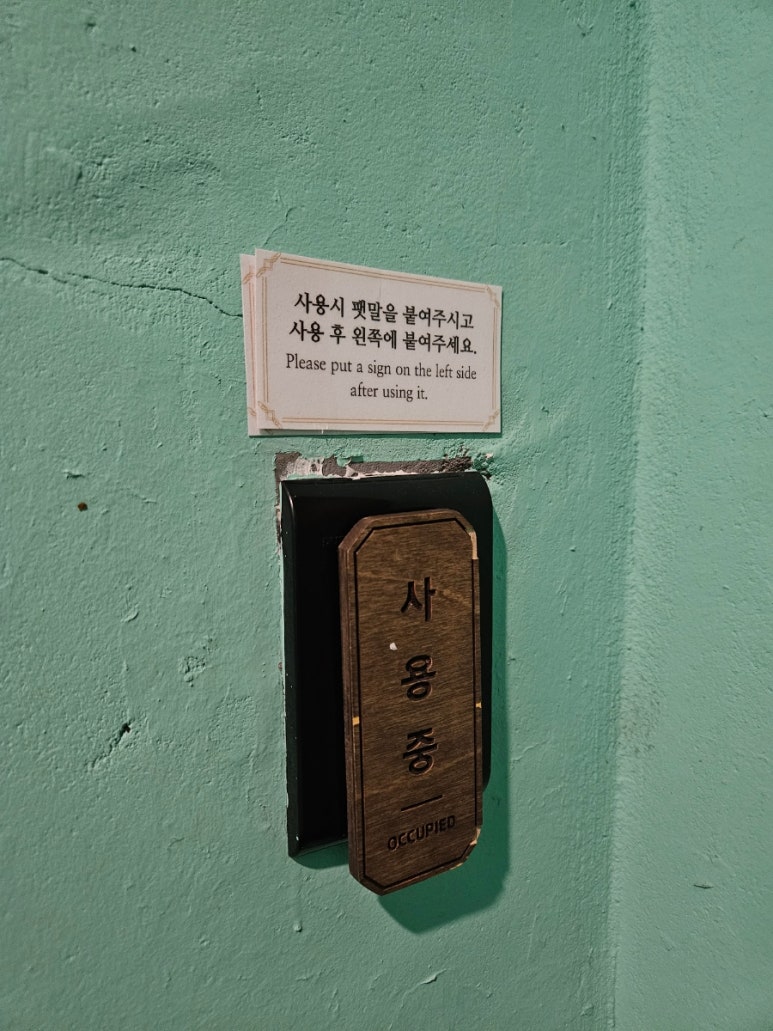 사용시 팻말을 붙여주시고
사용 후 왼쪽에 붙여주세요.
Please put a sign on the left side
after using it.
사
용
중
OCCUPIED